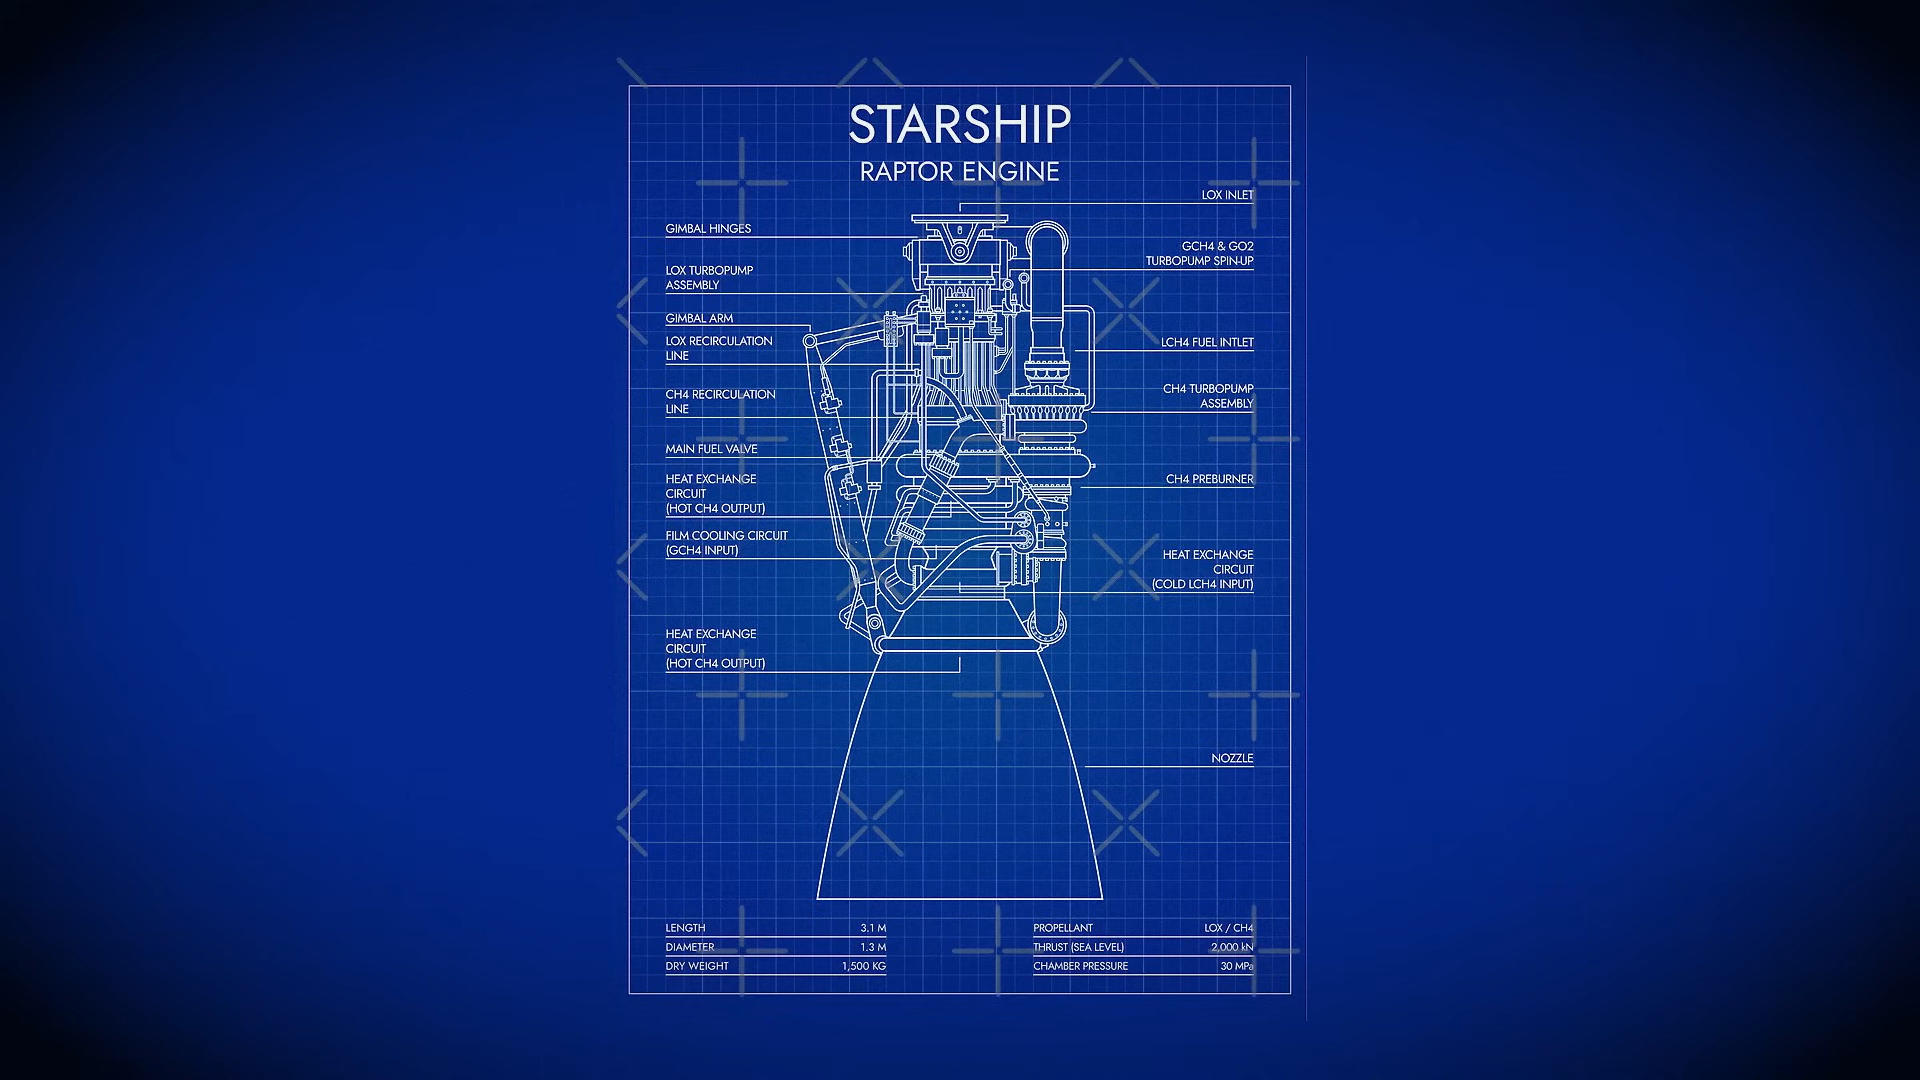 STARSHIP
RAPTOR ENGINE
LOX INLET
GIMBAL HINGES
GCH4 & GO2
TURBOPUMP SPIN-UP
LOX TURBOPUMP
ASSEMBLY
GIMBAL ARM
LOX RECIRCULATION
LINE
LCH4 FUEL INTLET
CH4 RECIRCULATION
LINE
CH4 TURBOPUMP
ASSEMBLY
MAIN FUEL VALVE
HEAT EXCHANGE
CIRCUIT
(HOT CH4 OUTPUT)
CH4 PREBURNER
FILM COOLING CIRCUIT
(GCH4 INPUT)
HEAT EXCHANGE
CIRCUIT
(COLD LCH4 INPUT)
HEAT EXCHANGE
CIRCUIT
(HOT CH4 OUTPUT)
NOZZLE
LENGTH 3.1 M
DIAMETER 1.3 M
DRY WEIGHT 1,500 KG
PROPELLANT LOX / CH4
THRUST (SEA LEVEL) 2,000 kN
CHAMBER PRESSURE 30 MPa